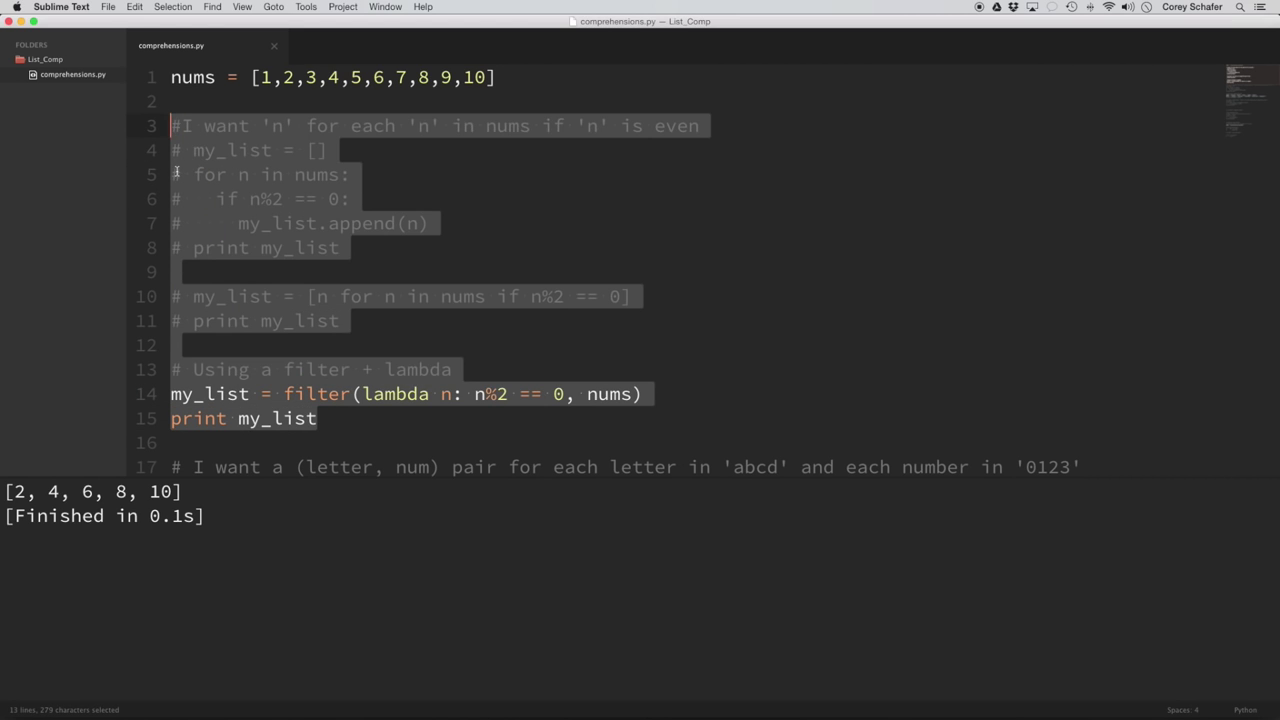 Sublime Text File Edit Selection Find View Goto Tools Project Window Help Corey Schafer
comprehensions.py — List_Comp
FOLDERS
List_Comp
comprehensions.py
comprehensions.py
1 nums = [1,2,3,4,5,6,7,8,9,10]
2
3 #I want 'n' for each 'n' in nums if 'n' is even
4 # my_list = []
5 # for n in nums:
6 #   if n%2 == 0:
7 #     my_list.append(n)
8 # print my_list
9
10 # my_list = [n for n in nums if n%2 == 0]
11 # print my_list
12
13 # Using a filter + lambda
14 my_list = filter(lambda n: n%2 == 0, nums)
15 print my_list
16
17 # I want a (letter, num) pair for each letter in 'abcd' and each number in '0123'
[2, 4, 6, 8, 10]
[Finished in 0.1s]
13 lines, 279 characters selected Spaces: 4 Python